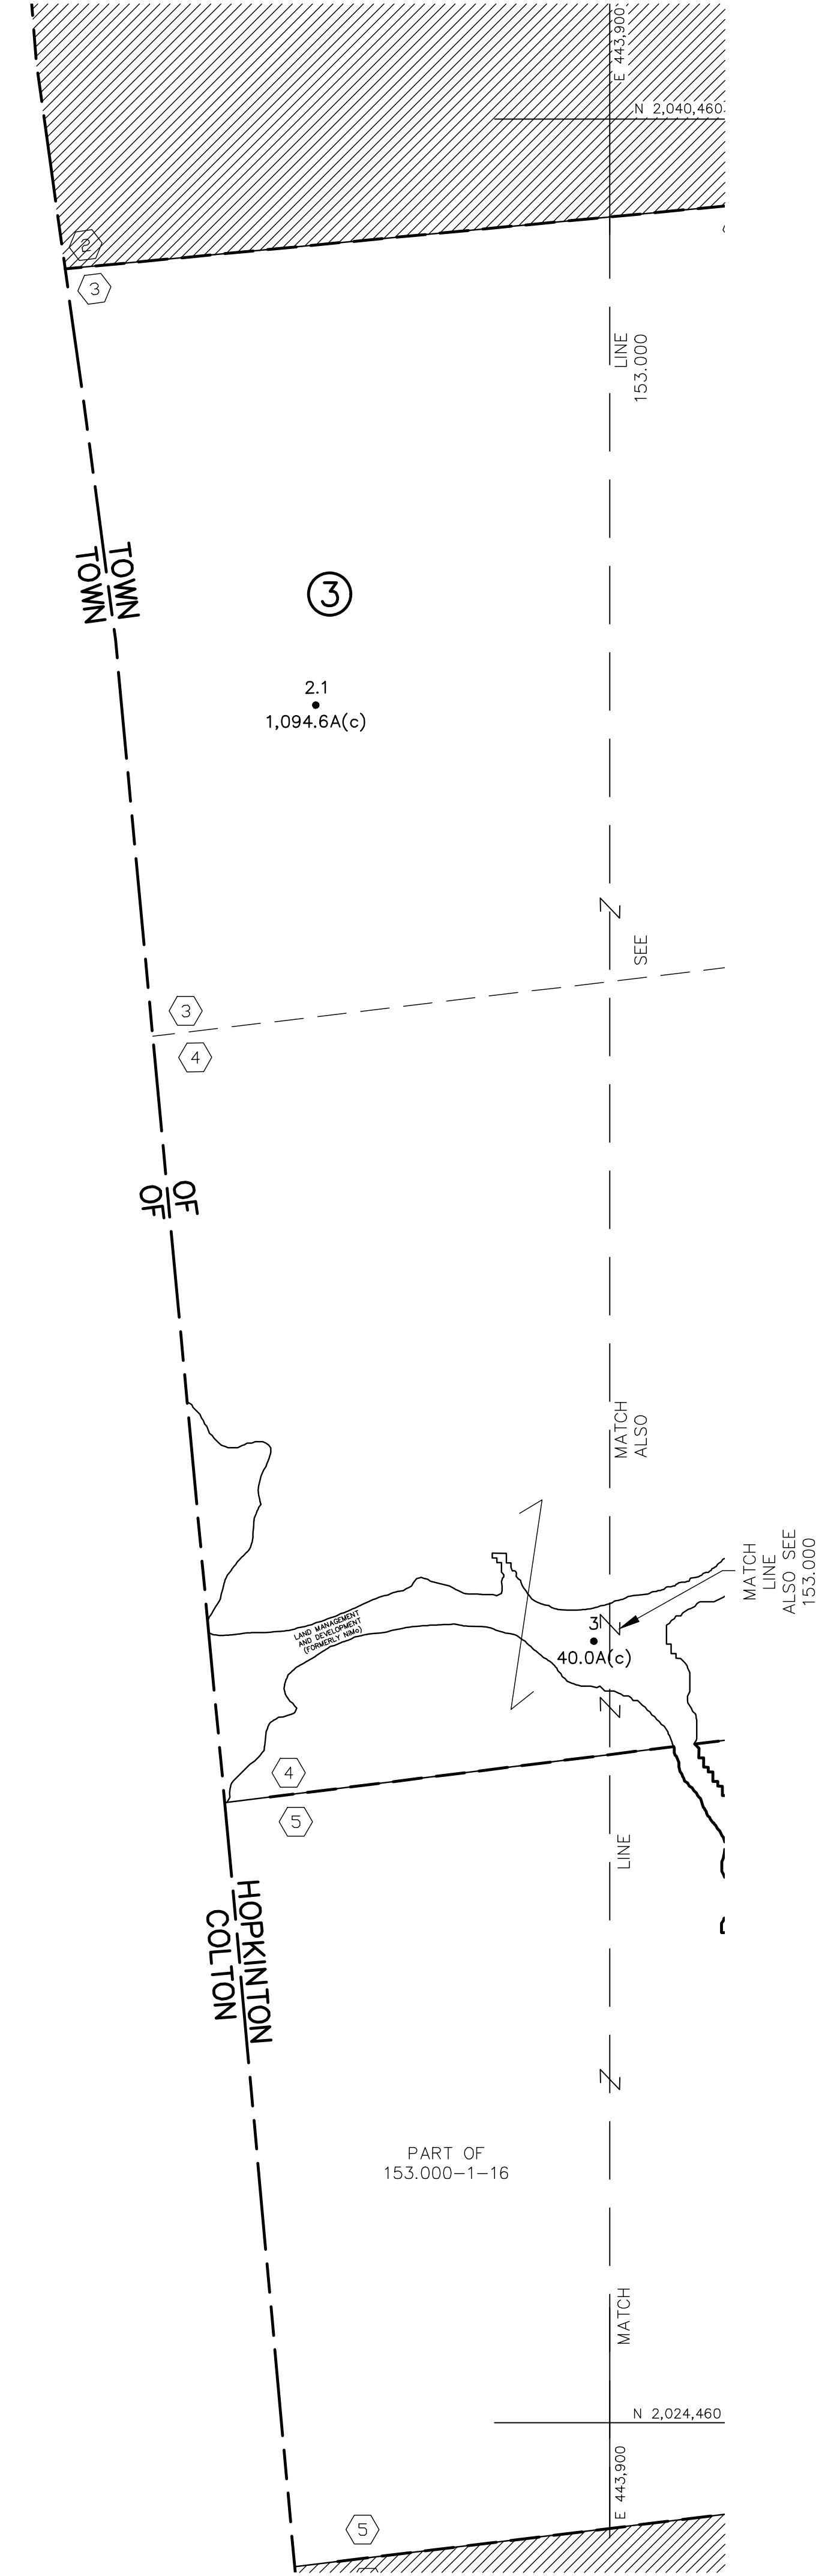 E 443,900
N 2,040,460
2
3
LINE
153.000
TOWN
TOWN
3
2.1
1,094.6A(c)
SEE
3
4
OF
OF
MATCH
ALSO
MATCH
LINE
ALSO SEE
153.000
LAND MANAGEMENT
AND DEVELOPMENT
(FORMERLY NiMo)
3
40.0A(c)
4
5
LINE
HOPKINTON
COLTON
PART OF
153.000-1-16
MATCH
N 2,024,460
E 443,900
5